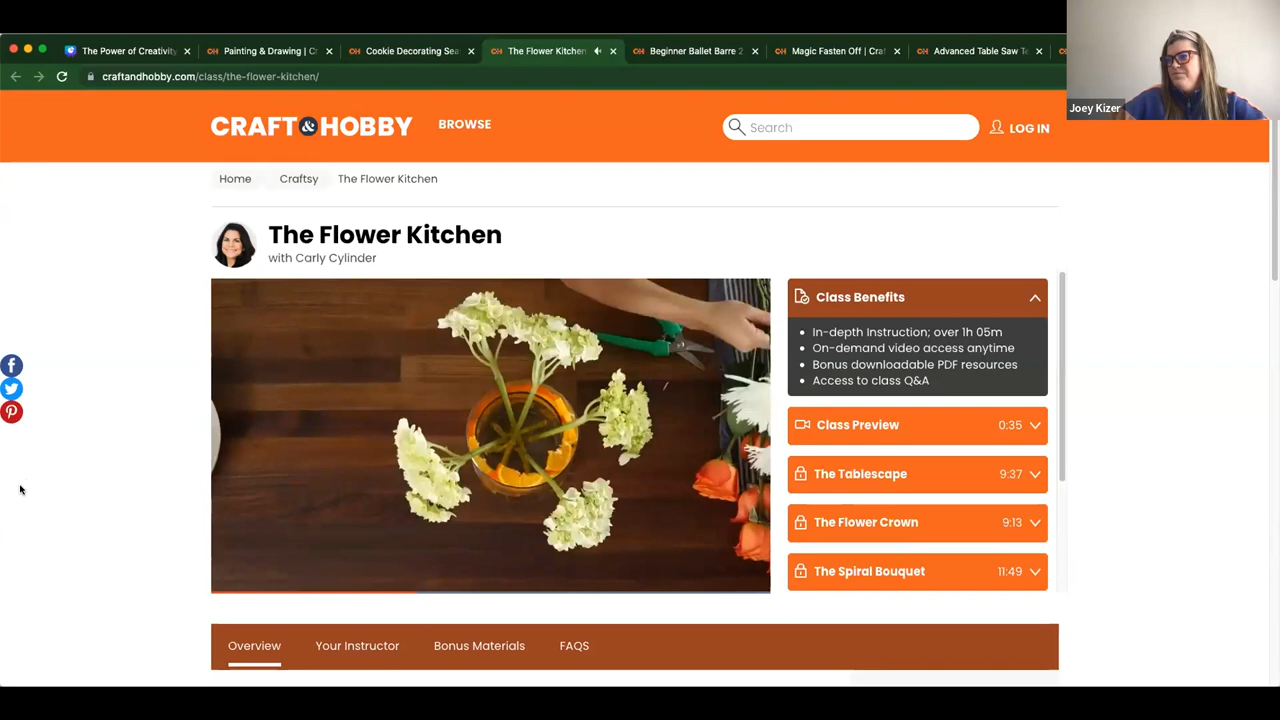 The Power of Creativity
Painting & Drawing | C
Cookie Decorating Sea
The Flower Kitchen
Beginner Ballet Barre 2
Magic Fasten Off | Craf
Advanced Table Saw Te
craftandhobby.com/class/the-flower-kitchen/
Joey Kizer
CRAFT & HOBBY
BROWSE
Search
LOG IN
Home
Craftsy
The Flower Kitchen
The Flower Kitchen
with Carly Cylinder
Class Benefits
• In-depth Instruction; over 1h 05m
• On-demand video access anytime
• Bonus downloadable PDF resources
• Access to class Q&A
Class Preview 0:35
The Tablescape 9:37
The Flower Crown 9:13
The Spiral Bouquet 11:49
Overview
Your Instructor
Bonus Materials
FAQS